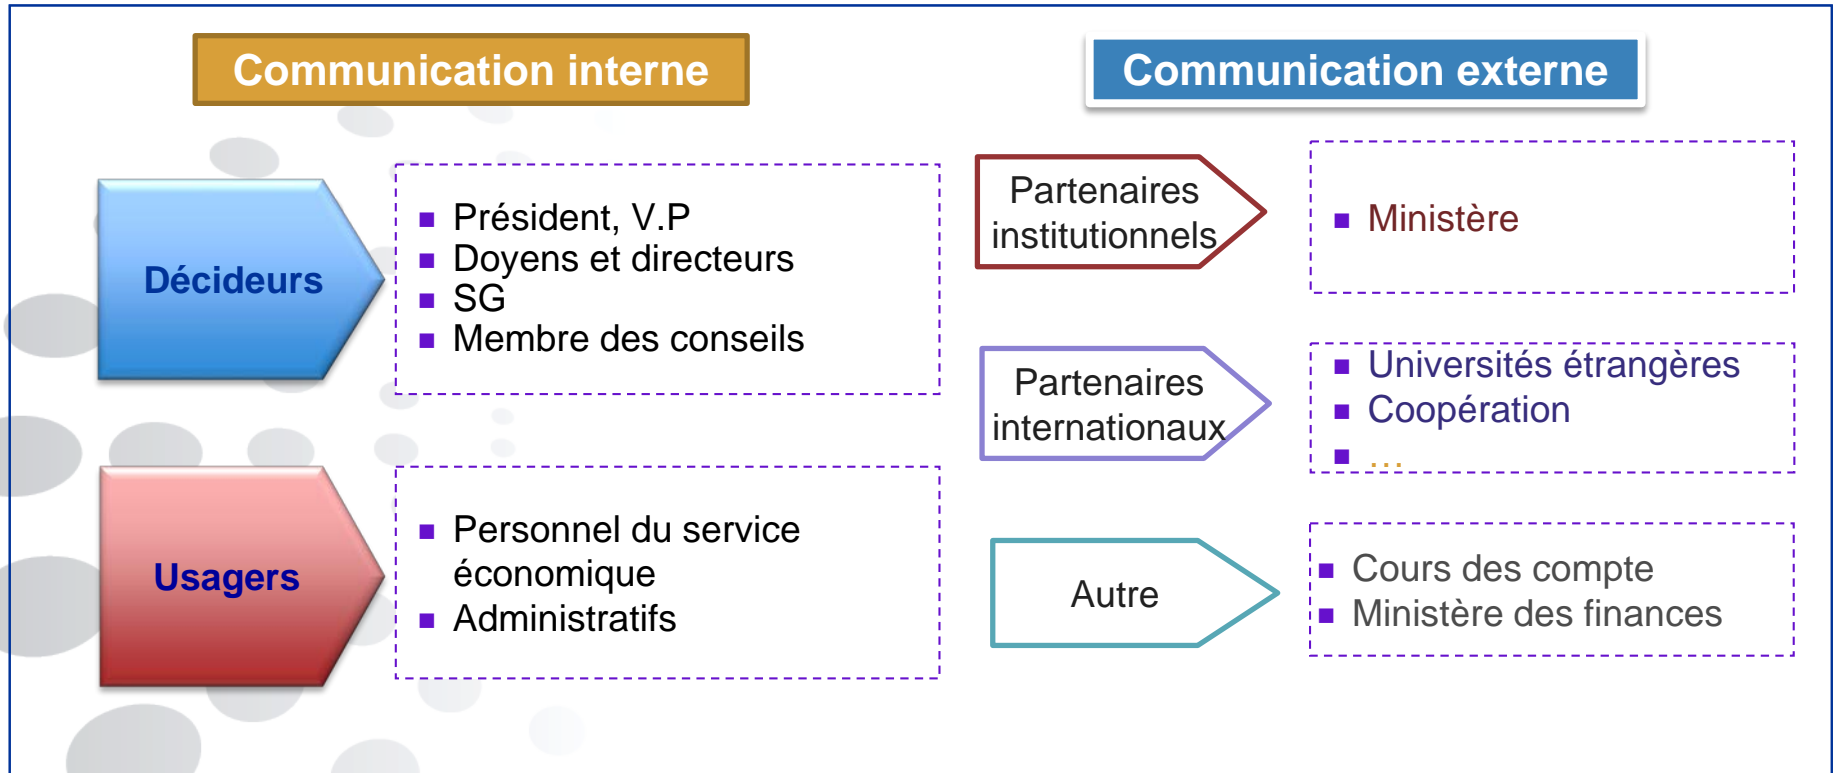 Communication interne
Décideurs
Président, V.P
Doyens et directeurs
SG
Membre des conseils
Usagers
Personnel du service
économique
Administratifs
Communication externe
Partenaires
institutionnels
Ministère
Partenaires
internationaux
Universités étrangères
Coopération
...
Autre
Cours des compte
Ministère des finances